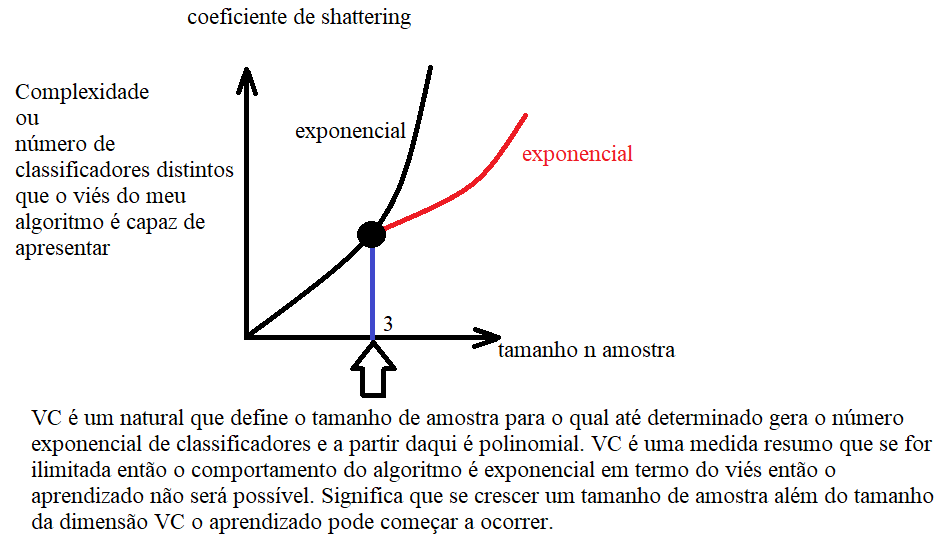 coeficiente de shattering
Complexidade
ou
número de
classificadores distintos
que o viés do meu
algoritmo é capaz de
apresentar
exponencial
exponencial
3
tamanho n amostra
VC é um natural que define o tamanho de amostra para o qual até determinado gera o número
exponencial de classificadores e a partir daqui é polinomial. VC é uma medida resumo que se for
ilimitada então o comportamento do algoritmo é exponencial em termo do viés então o
aprendizado não será possível. Significa que se crescer um tamanho de amostra além do tamanho
da dimensão VC o aprendizado pode começar a ocorrer.